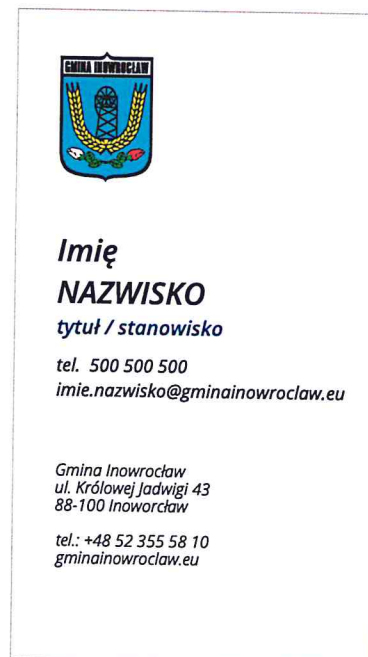 GMINA INOWROCŁAW
Imię
NAZWISKO
tytuł / stanowisko
tel. 500 500 500
imie.nazwisko@gminainowroclaw.eu
Gmina Inowrocław
ul. Królowej Jadwigi 43
88-100 Inoworcław
tel.: +48 52 355 58 10
gminainowroclaw.eu